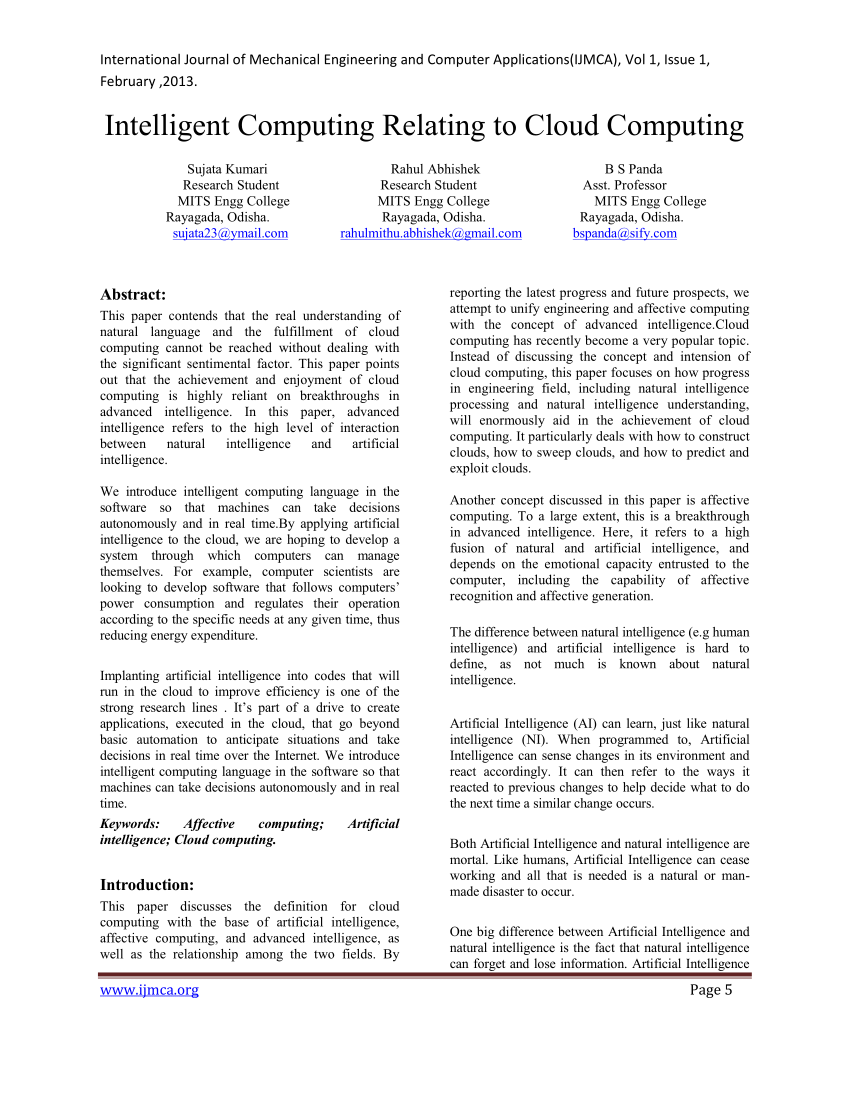 International Journal of Mechanical Engineering and Computer Applications(IJMCA), Vol 1, Issue 1,
February ,2013.
Intelligent Computing Relating to Cloud Computing
Sujata Kumari
Research Student
MITS Engg College
Rayagada, Odisha.
sujata23@ymail.com
Rahul Abhishek
Research Student
MITS Engg College
Rayagada, Odisha.
rahulmithu.abhishek@gmail.com
B S Panda
Asst. Professor
MITS Engg College
Rayagada, Odisha.
bspanda@sify.com
Abstract:
This paper contends that the real understanding of
natural language and the fulfillment of cloud
computing cannot be reached without dealing with
the significant sentimental factor. This paper points
out that the achievement and enjoyment of cloud
computing is highly reliant on breakthroughs in
advanced intelligence. In this paper, advanced
intelligence refers to the high level of interaction
between natural intelligence and artificial
intelligence.
We introduce intelligent computing language in the
software so that machines can take decisions
autonomously and in real time.By applying artificial
intelligence to the cloud, we are hoping to develop a
system through which computers can manage
themselves. For example, computer scientists are
looking to develop software that follows computers’
power consumption and regulates their operation
according to the specific needs at any given time, thus
reducing energy expenditure.
Implanting artificial intelligence into codes that will
run in the cloud to improve efficiency is one of the
strong research lines . It’s part of a drive to create
applications, executed in the cloud, that go beyond
basic automation to anticipate situations and take
decisions in real time over the Internet. We introduce
intelligent computing language in the software so that
machines can take decisions autonomously and in real
time.
Keywords: Affective computing; Artificial
intelligence; Cloud computing.
Introduction:
This paper discusses the definition for cloud
computing with the base of artificial intelligence,
affective computing, and advanced intelligence, as
well as the relationship among the two fields. By
reporting the latest progress and future prospects, we
attempt to unify engineering and affective computing
with the concept of advanced intelligence.Cloud
computing has recently become a very popular topic.
Instead of discussing the concept and intension of
cloud computing, this paper focuses on how progress
in engineering field, including natural intelligence
processing and natural intelligence understanding,
will enormously aid in the achievement of cloud
computing. It particularly deals with how to construct
clouds, how to sweep clouds, and how to predict and
exploit clouds.
Another concept discussed in this paper is affective
computing. To a large extent, this is a breakthrough
in advanced intelligence. Here, it refers to a high
fusion of natural and artificial intelligence, and
depends on the emotional capacity entrusted to the
computer, including the capability of affective
recognition and affective generation.
The difference between natural intelligence (e.g human
intelligence) and artificial intelligence is hard to
define, as not much is known about natural
intelligence.
Artificial Intelligence (AI) can learn, just like natural
intelligence (NI). When programmed to, Artificial
Intelligence can sense changes in its environment and
react accordingly. It can then refer to the ways it
reacted to previous changes to help decide what to do
the next time a similar change occurs.
Both Artificial Intelligence and natural intelligence are
mortal. Like humans, Artificial Intelligence can cease
working and all that is needed is a natural or man-
made disaster to occur.
One big difference between Artificial Intelligence and
natural intelligence is the fact that natural intelligence
can forget and lose information. Artificial Intelligence
www.ijmca.org
Page 5